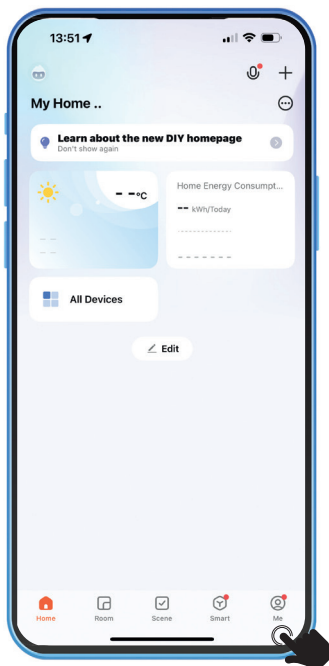 13:51
My Home ..
Learn about the new DIY homepage
Don't show again
- -°C
- -
- -
Home Energy Consumpt...
-- kWh/Today
- - - - - - -
All Devices
Edit
Home
Room
Scene
Smart
Me